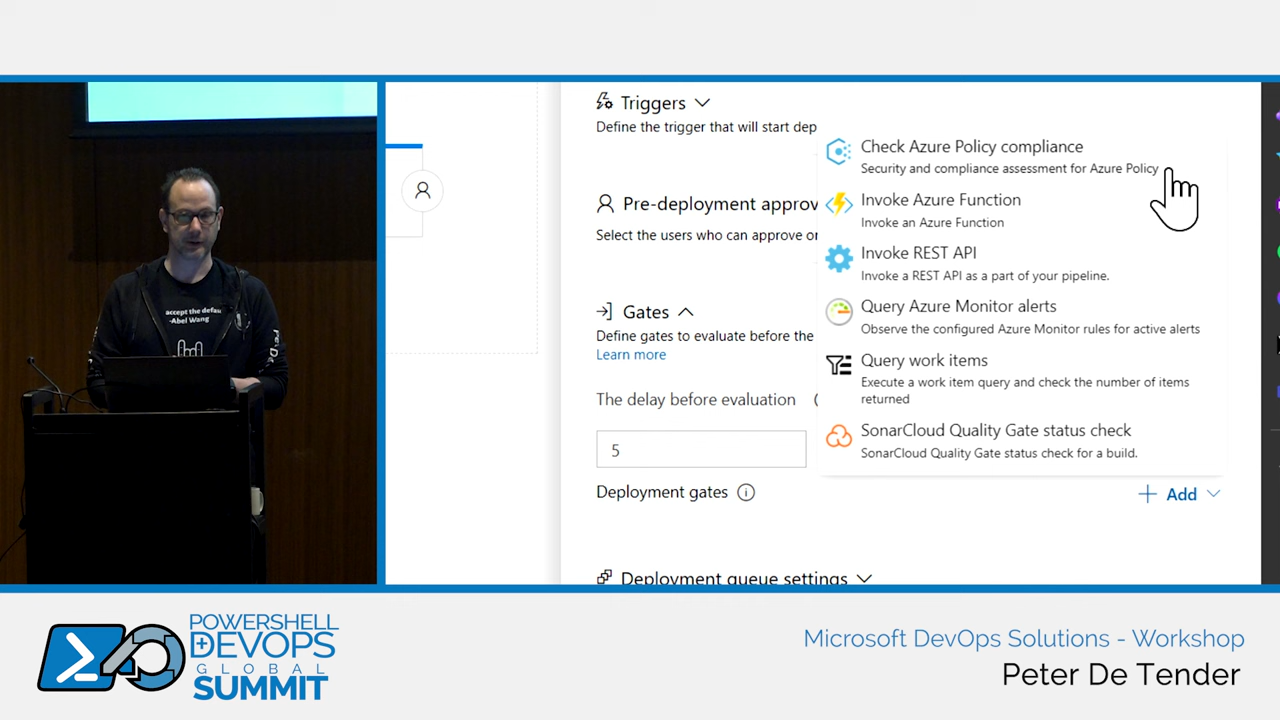 accept the defau
-Abel Wang
Triggers
Define the trigger that will start dep
Pre-deployment approv
Select the users who can approve or
Gates
Define gates to evaluate before the
Learn more
The delay before evaluation
5
Deployment gates
Deployment queue settings
Check Azure Policy compliance
Security and compliance assessment for Azure Policy
Invoke Azure Function
Invoke an Azure Function
Invoke REST API
Invoke a REST API as a part of your pipeline.
Query Azure Monitor alerts
Observe the configured Azure Monitor rules for active alerts
Query work items
Execute a work item query and check the number of items
returned
SonarCloud Quality Gate status check
SonarCloud Quality Gate status check for a build.
+ Add
POWERSHELL
DEVOPS
GLOBAL
SUMMIT
Microsoft DevOps Solutions - Workshop
Peter De Tender